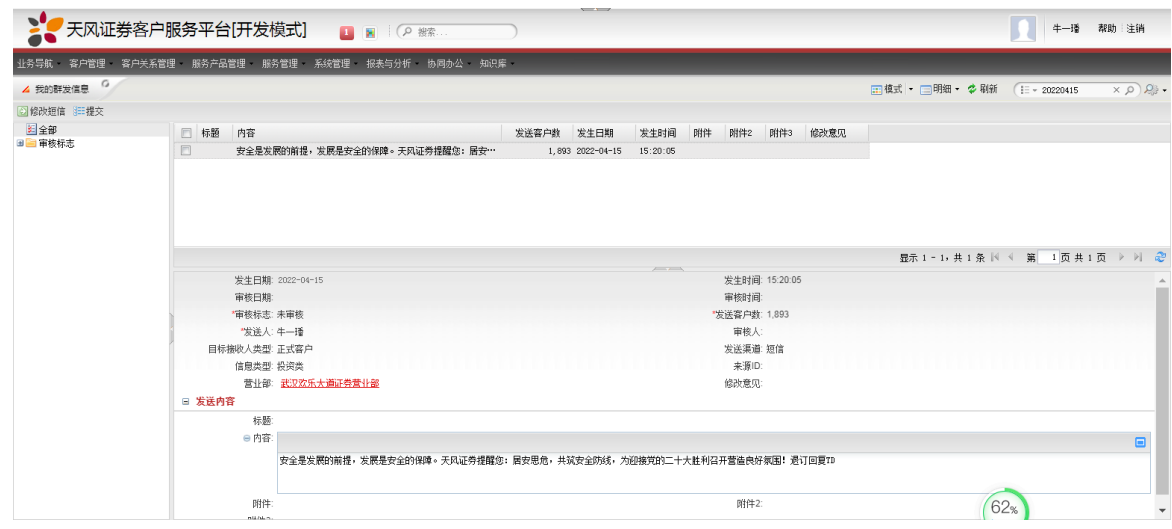 天风证券客户服务平台[开发模式] 1 搜索... 牛一璠 帮助 注销
业务导航 客户管理 客户关系管理 服务产品管理 服务管理 系统管理 报表与分析 协同办公 知识库
我的群发信息 模式 明细 刷新 20220415
修改短信 提交
全部
审核标志
标题 内容 发送客户数 发生日期 发生时间 附件 附件2 附件3 修改意见
安全是发展的前提，发展是安全的保障。天风证券提醒您：居安… 1,893 2022-04-15 15:20:05
显示 1 - 1，共 1 条 第 1 页 共 1 页
发生日期: 2022-04-15 发生时间: 15:20:05
审核日期: 审核时间:
*审核标志: 未审核 *发送客户数: 1,893
*发送人: 牛一璠 审核人:
目标接收人类型: 正式客户 发送渠道: 短信
信息类型: 投资类 来源ID:
营业部: 武汉欢乐大道证券营业部 修改意见:
发送内容
标题:
内容:
安全是发展的前提，发展是安全的保障。天风证券提醒您：居安思危，共筑安全防线，为迎接党的二十大胜利召开营造良好氛围！退订回复TD
附件: 附件2:
62%